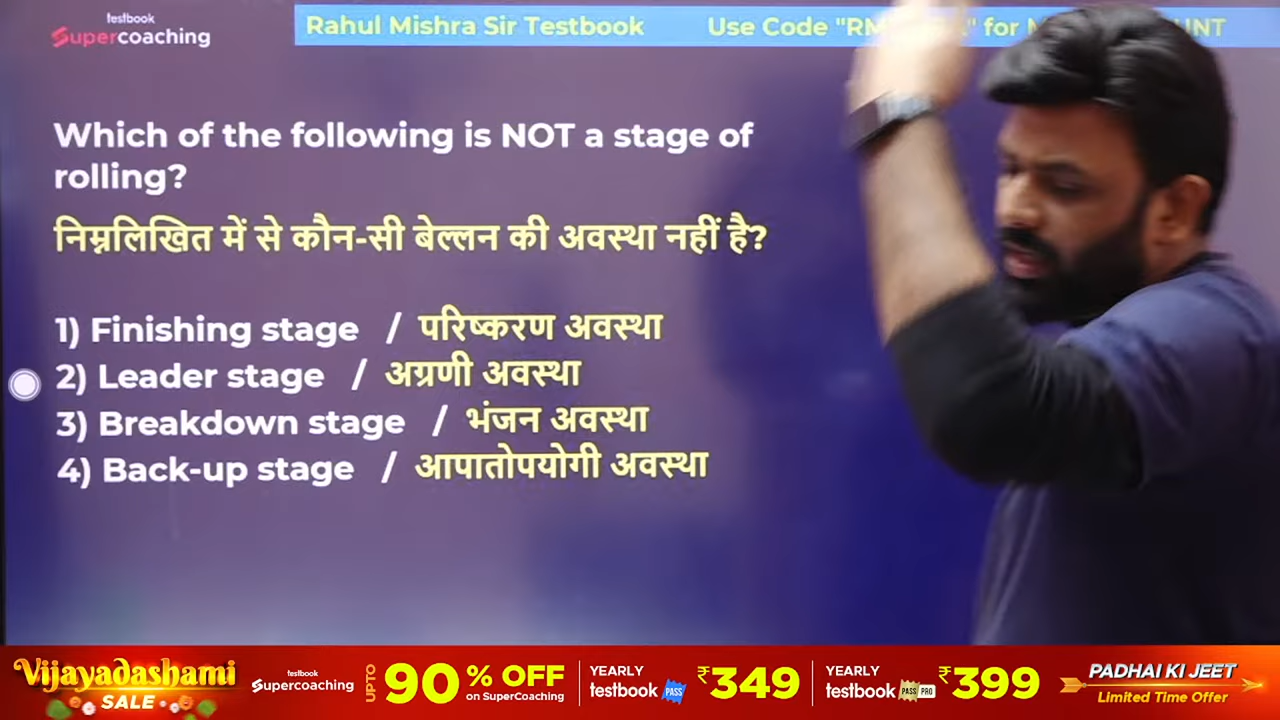 testbook
Supercoaching
Rahul Mishra Sir Testbook Use Code "RM for
Which of the following is NOT a stage of
rolling?
निम्नलिखित में से कौन-सी बेल्लन की अवस्था नहीं है?
1) Finishing stage / परिष्करण अवस्था
2) Leader stage / अग्रणी अवस्था
3) Breakdown stage / भंजन अवस्था
4) Back-up stage / आपातोपयोगी अवस्था
Vijayadashami
SALE
testbook
Supercoaching
UPTO
90% OFF
on SuperCoaching
YEARLY
testbook PASS
₹349
YEARLY
testbook PASS PRO
₹399
PADHAI KI JEET
Limited Time Offer